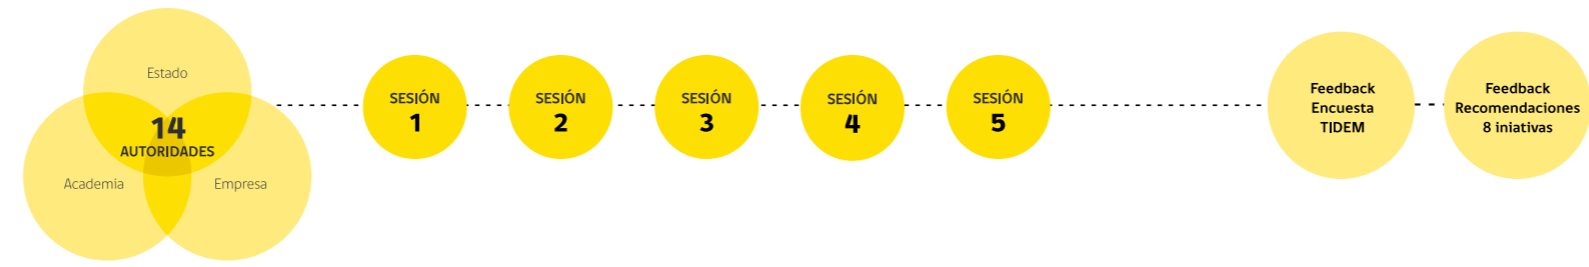 Estado
14
AUTORIDADES
Academia
Empresa
SESIÓN
1
SESIÓN
2
SESIÓN
3
SESIÓN
4
SESIÓN
5
Feedback
Encuesta
TIDEM
Feedback
Recomendaciones
8 iniativas